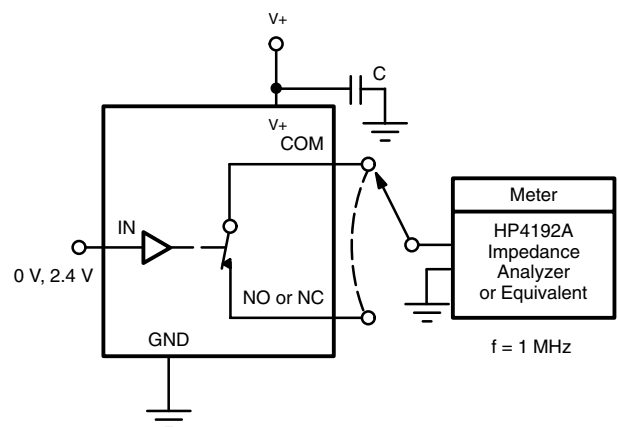 V+
C
V+
COM
IN
0 V, 2.4 V
NO or NC
GND
Meter
HP4192A
Impedance
Analyzer
or Equivalent
f = 1 MHz